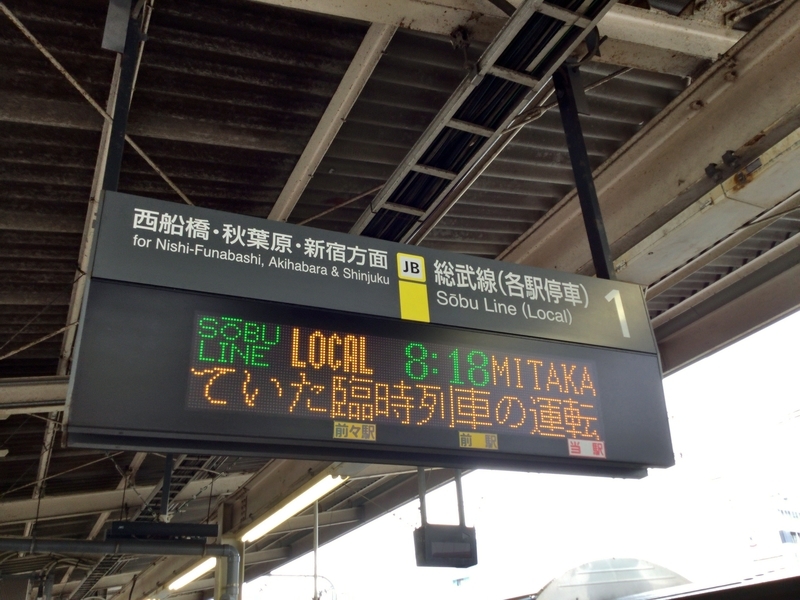 西船橋・秋葉原・新宿方面
for Nishi-Funabashi, Akihabara & Shinjuku
JB
総武線(各駅停車)
Sōbu Line (Local)
1
SŌBU LINE LOCAL 8:18 MITAKA
ていた臨時列車の運転
前々駅 前 駅 当 駅